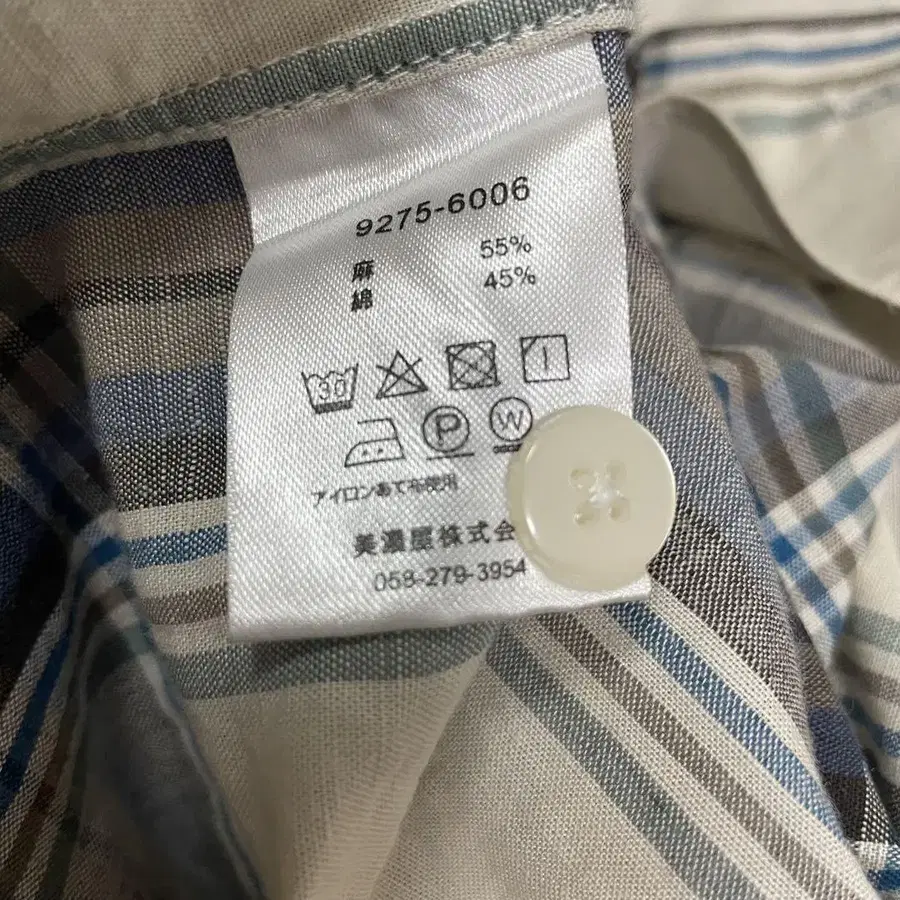 9275-6006
麻 55%
綿 45%
30
P W
アイロンあて布使用
美濃屋株式会
058-279-3954